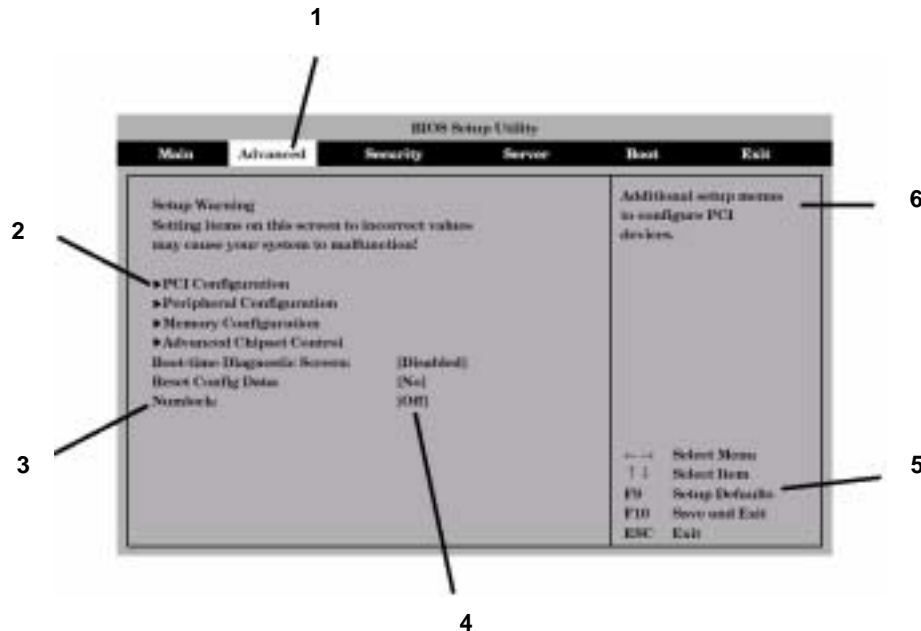 1
BIOS Setup Utility
Main Advanced Security Server Boot Exit
Setup Warning
Setting items on this screen to incorrect values
may cause your system to malfunction!
▶PCI Configuration
▶Peripheral Configuration
▶Memory Configuration
▶Advanced Chipset Control
Boot-time Diagnostic Screen: [Disabled]
Reset Config Data: [No]
Numlock: [Off]
Additional setup menus
to configure PCI
devices.
←→ Select Menu
↑↓ Select Item
F9 Setup Defaults
F10 Save and Exit
ESC Exit
2
3
4
5
6